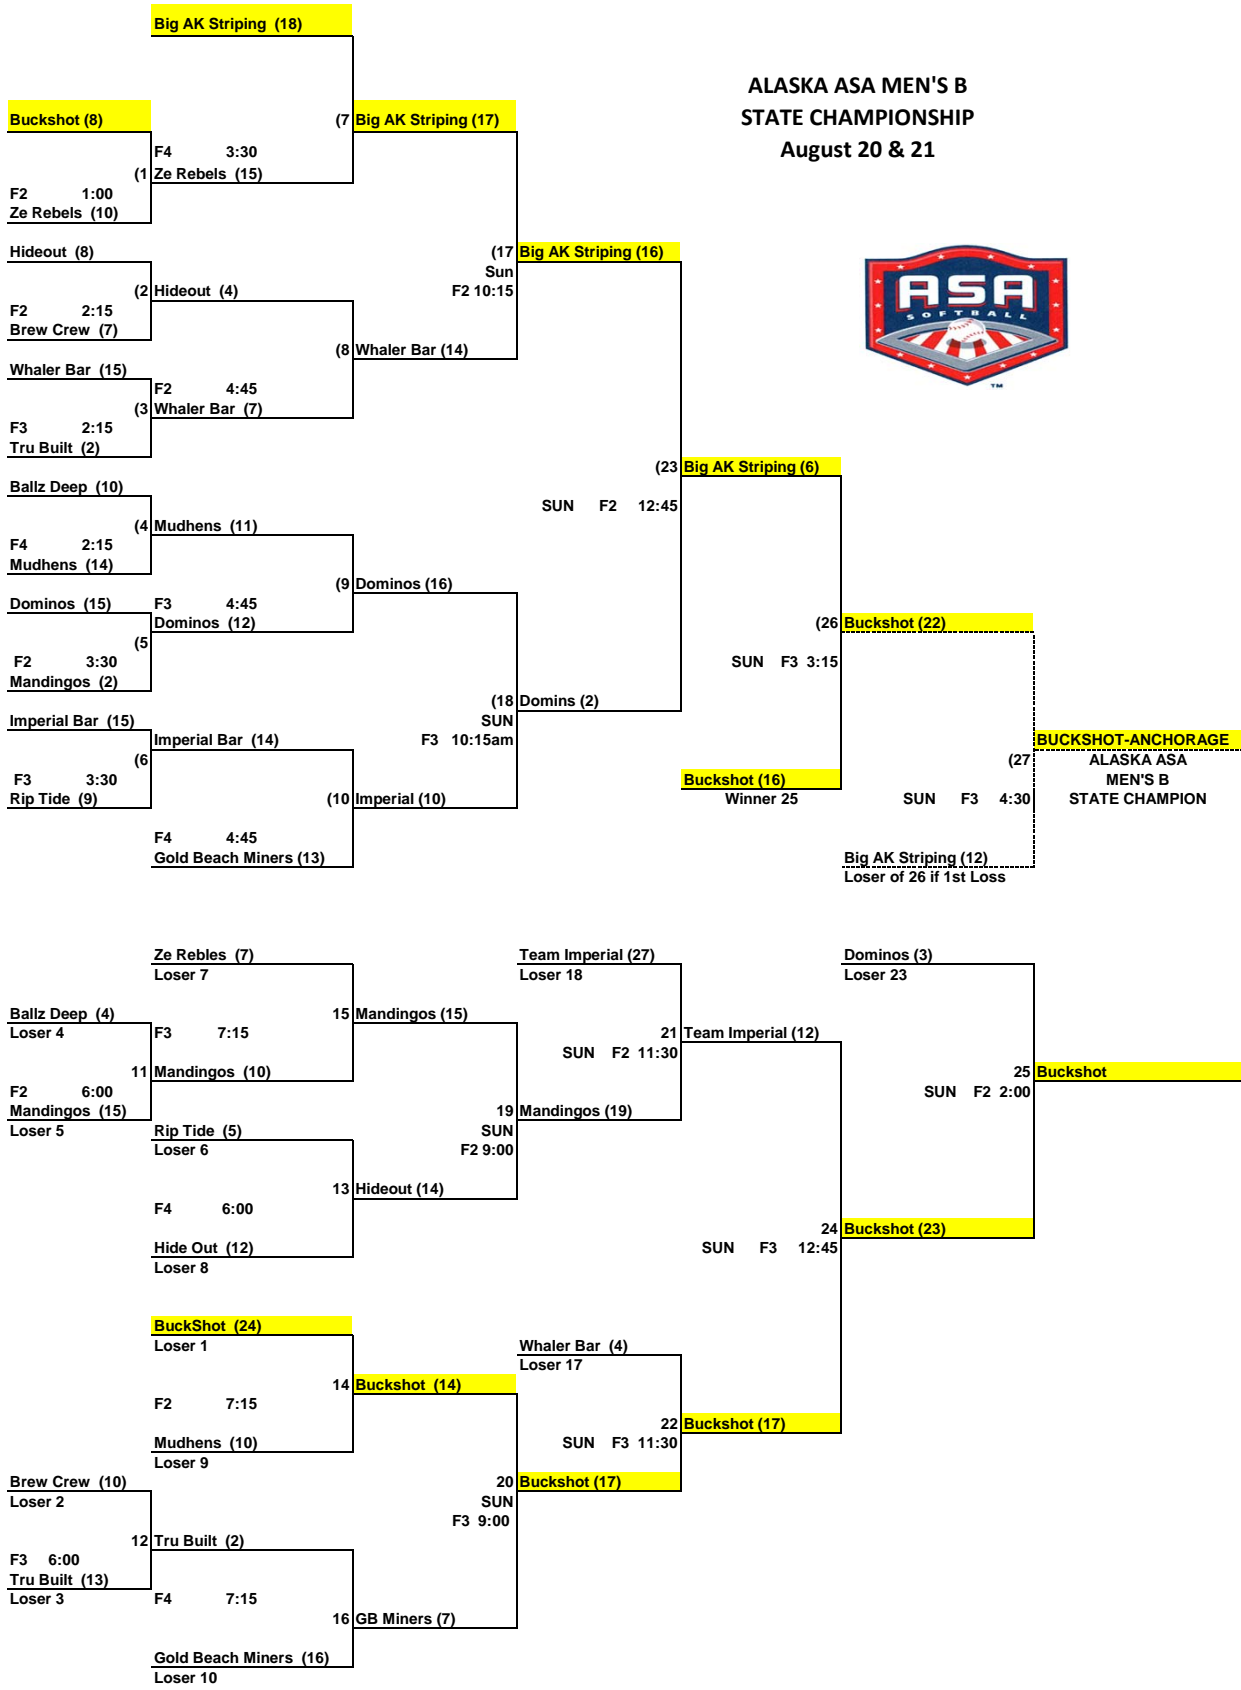 Big AK Striping (18)
ALASKA ASA MEN'S B
STATE CHAMPIONSHIP
August 20 & 21
Buckshot (8)
(7 Big AK Striping (17)
F4 3:30
(1 Ze Rebels (15)
F2 1:00
Ze Rebels (10)
Hideout (8)
(17 Big AK Striping (16)
Sun
F2 10:15
ASA
SOFTBALL
TM
(2 Hideout (4)
F2 2:15
Brew Crew (7)
(8 Whaler Bar (14)
Whaler Bar (15)
F2 4:45
(3 Whaler Bar (7)
F3 2:15
Tru Built (2)
(23 Big AK Striping (6)
SUN F2 12:45
Ballz Deep (10)
(4 Mudhens (11)
F4 2:15
Mudhens (14)
(9 Dominos (16)
Dominos (15)
F3 4:45
Dominos (12)
(5
F2 3:30
Mandingos (2)
(26 Buckshot (22)
SUN F3 3:15
(18 Domins (2)
SUN
F3 10:15am
Imperial Bar (15)
Imperial Bar (14)
(6
F3 3:30
Rip Tide (9)
(10 Imperial (10)
F4 4:45
Gold Beach Miners (13)
Buckshot (16)
Winner 25
BUCKSHOT-ANCHORAGE
(27 ALASKA ASA
MEN'S B
SUN F3 4:30 STATE CHAMPION
Big AK Striping (12)
Loser of 26 if 1st Loss
Ze Rebles (7)
Loser 7
Team Imperial (27)
Loser 18
Dominos (3)
Loser 23
Ballz Deep (4)
Loser 4
15 Mandingos (15)
F3 7:15
21 Team Imperial (12)
SUN F2 11:30
11 Mandingos (10)
F2 6:00
Mandingos (15)
Loser 5
25 Buckshot
SUN F2 2:00
19 Mandingos (19)
SUN
F2 9:00
Rip Tide (5)
Loser 6
13 Hideout (14)
F4 6:00
Hide Out (12)
Loser 8
24 Buckshot (23)
SUN F3 12:45
BuckShot (24)
Loser 1
Whaler Bar (4)
Loser 17
14 Buckshot (14)
F2 7:15
Mudhens (10)
Loser 9
22 Buckshot (17)
SUN F3 11:30
Brew Crew (10)
Loser 2
20 Buckshot (17)
SUN
F3 9:00
12 Tru Built (2)
F3 6:00
Tru Built (13)
Loser 3
F4 7:15
16 GB Miners (7)
Gold Beach Miners (16)
Loser 10